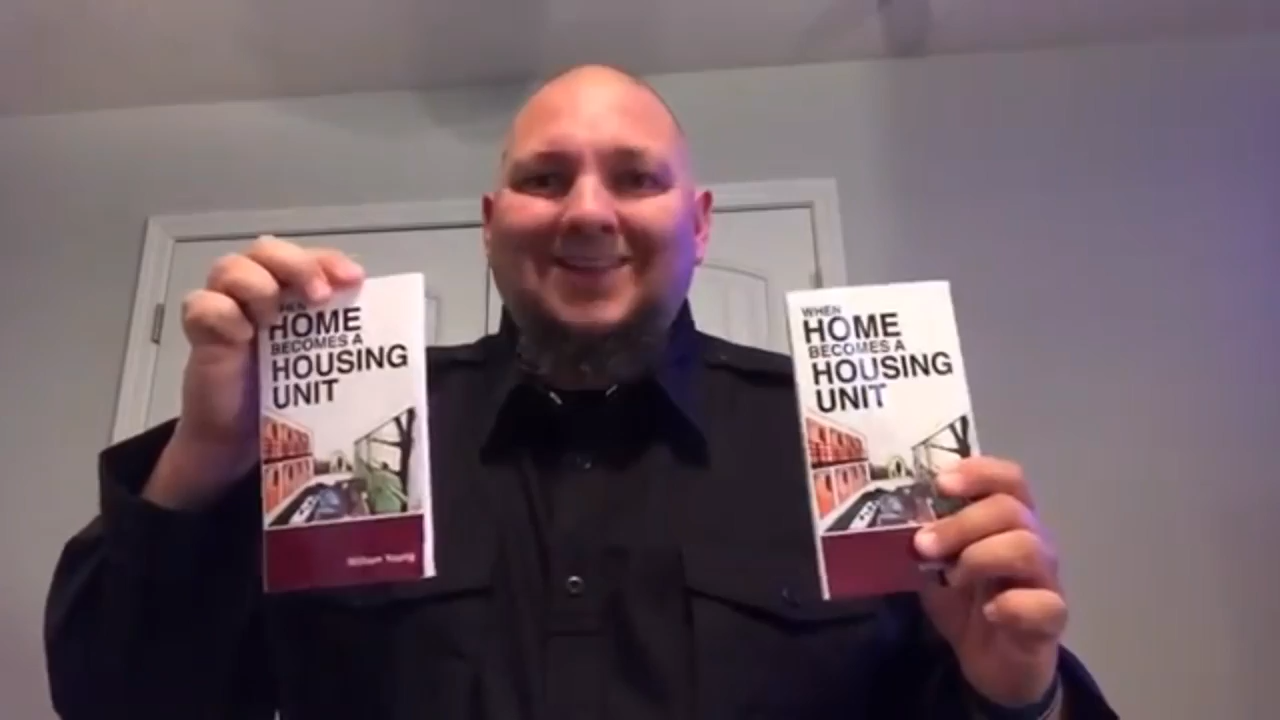 HOME
BECOMES A
HOUSING
UNIT
William Young
WHEN
HOME
BECOMES A
HOUSING
UNIT